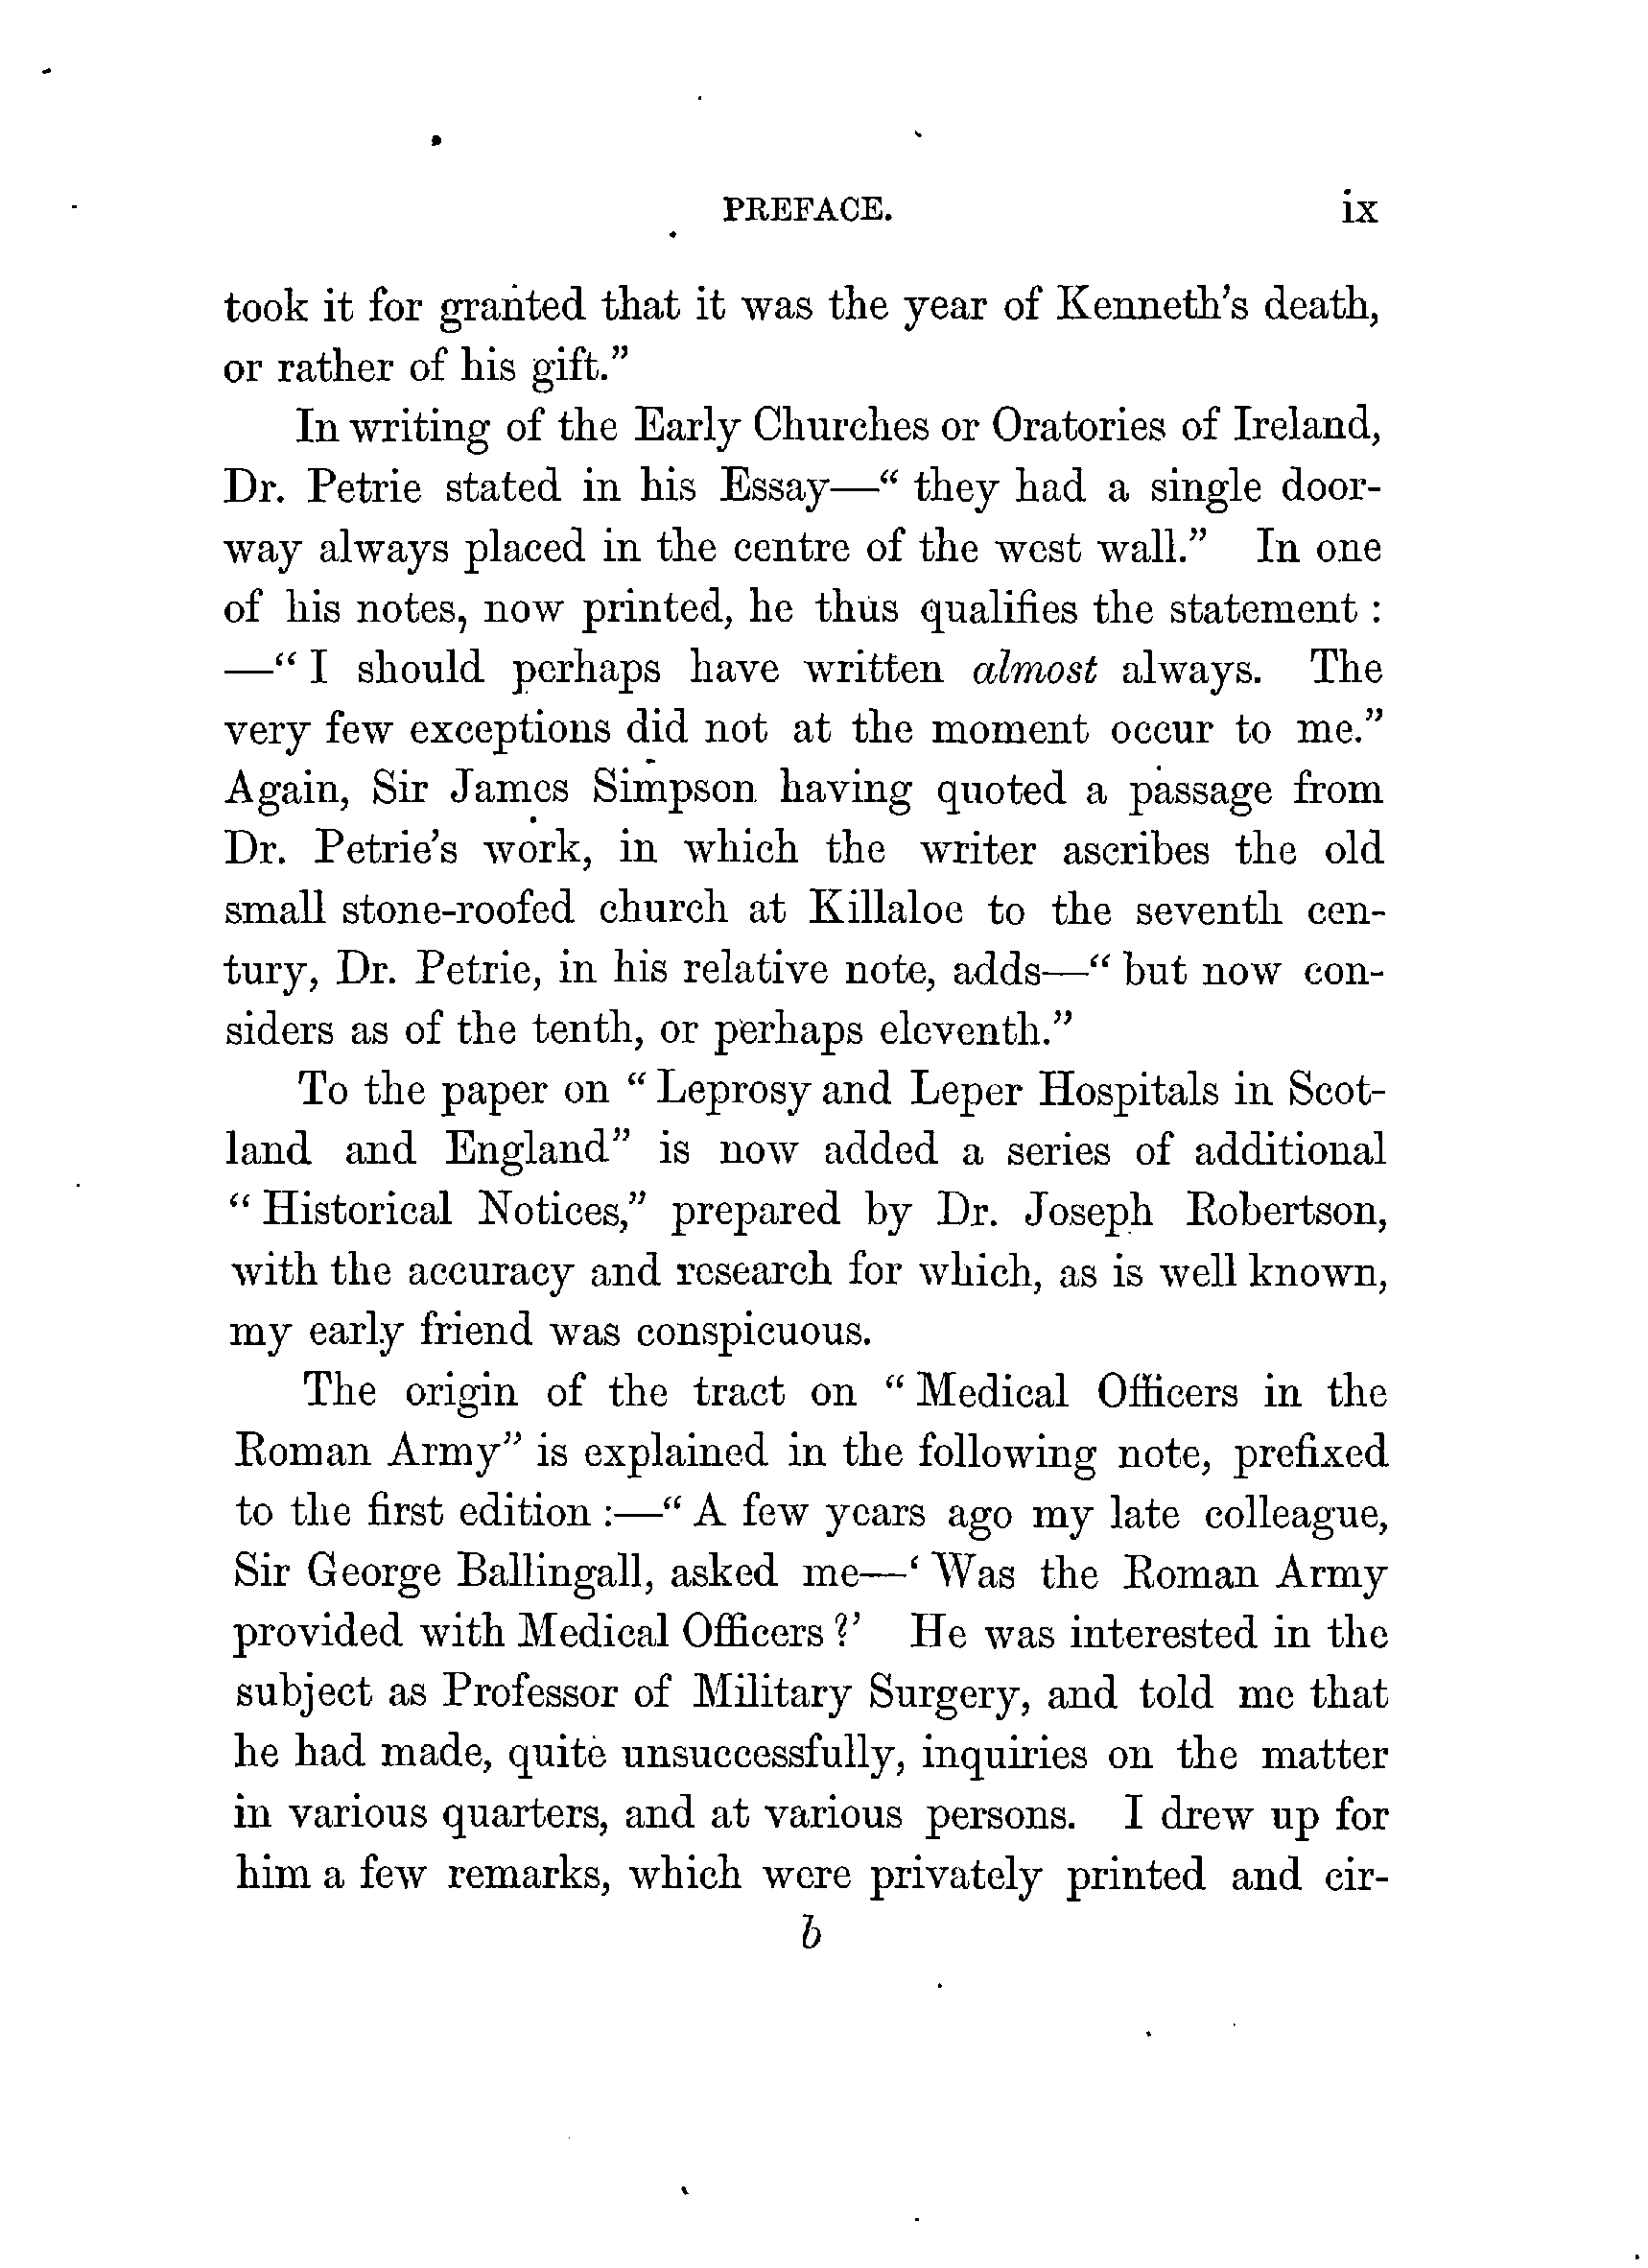 PREFACE. ix
took it for granted that it was the year of Kenneth's death,
or rather of his gift.”
In writing of the Early Churches or Oratories of Ireland,
Dr. Petrie stated in his Essay—“ they had a single door-
way always placed in the centre of the west wall.” In one
of his notes, now printed, he thus qualifies the statement :
—“ I should perhaps have written almost always. The
very few exceptions did not at the moment occur to me.”
Again, Sir James Simpson having quoted a passage from
Dr. Petrie's work, in which the writer ascribes the old
small stone-roofed church at Killaloe to the seventh cen-
tury, Dr. Petrie, in his relative note, adds—“ but now con-
siders as of the tenth, or perhaps eleventh.”
To the paper on “ Leprosy and Leper Hospitals in Scot-
land and England” is now added a series of additional
“ Historical Notices,” prepared by Dr. Joseph Robertson,
with the accuracy and research for which, as is well known,
my early friend was conspicuous.
The origin of the tract on “ Medical Officers in the
Roman Army” is explained in the following note, prefixed
to the first edition :—“ A few years ago my late colleague,
Sir George Ballingall, asked me—‘ Was the Roman Army
provided with Medical Officers ?’ He was interested in the
subject as Professor of Military Surgery, and told me that
he had made, quite unsuccessfully, inquiries on the matter
in various quarters, and at various persons. I drew up for
him a few remarks, which were privately printed and cir-
b